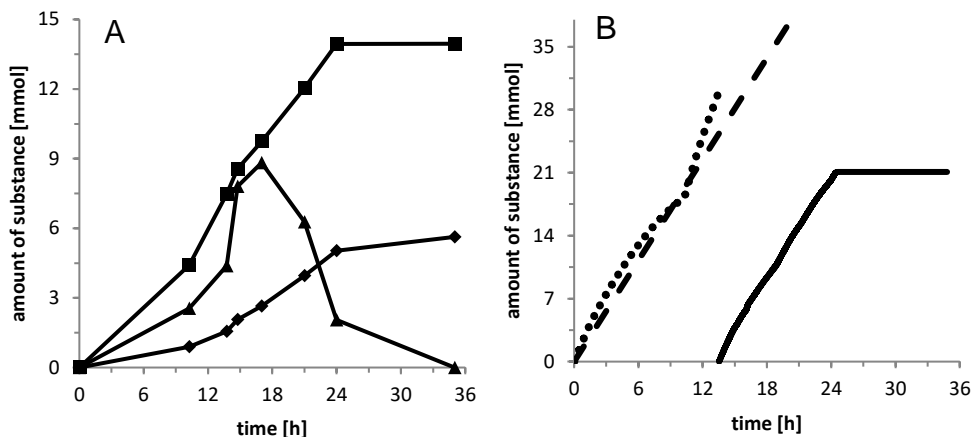 A
amount of substance [mmol]
15
12
9
6
3
0
0 6 12 18 24 30 36
time [h]
B
amount of substance [mmol]
35
28
21
14
7
0
0 6 12 18 24 30 36
time [h]